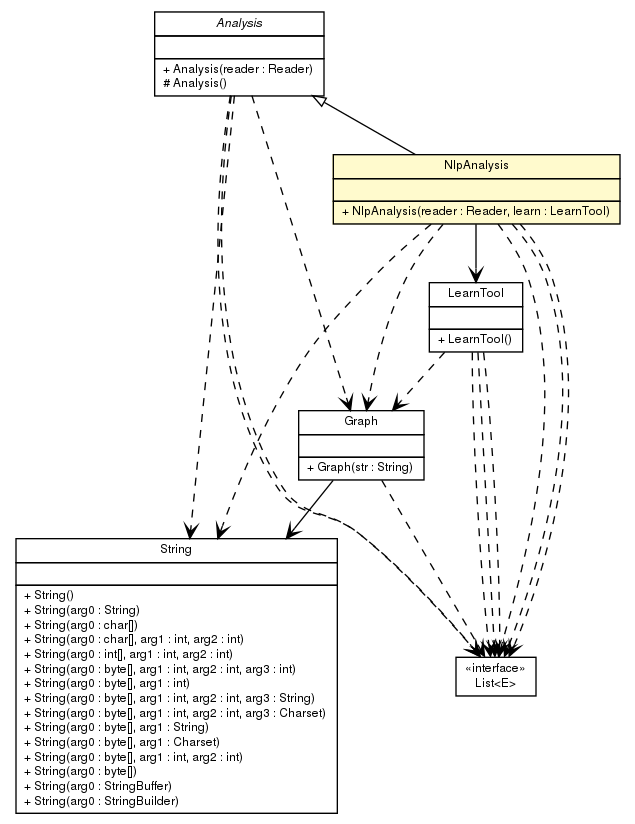 Analysis
+ Analysis(reader : Reader)
# Analysis()
NlpAnalysis
+ NlpAnalysis(reader : Reader, learn : LearnTool)
LearnTool
+ LearnTool()
Graph
+ Graph(str : String)
String
+ String()
+ String(arg0 : String)
+ String(arg0 : char[])
+ String(arg0 : char[], arg1 : int, arg2 : int)
+ String(arg0 : int[], arg1 : int, arg2 : int)
+ String(arg0 : byte[], arg1 : int, arg2 : int, arg3 : int)
+ String(arg0 : byte[], arg1 : int)
+ String(arg0 : byte[], arg1 : int, arg2 : int, arg3 : String)
+ String(arg0 : byte[], arg1 : int, arg2 : int, arg3 : Charset)
+ String(arg0 : byte[], arg1 : String)
+ String(arg0 : byte[], arg1 : Charset)
+ String(arg0 : byte[], arg1 : int, arg2 : int)
+ String(arg0 : byte[])
+ String(arg0 : StringBuffer)
+ String(arg0 : StringBuilder)
«interface»
List<E>